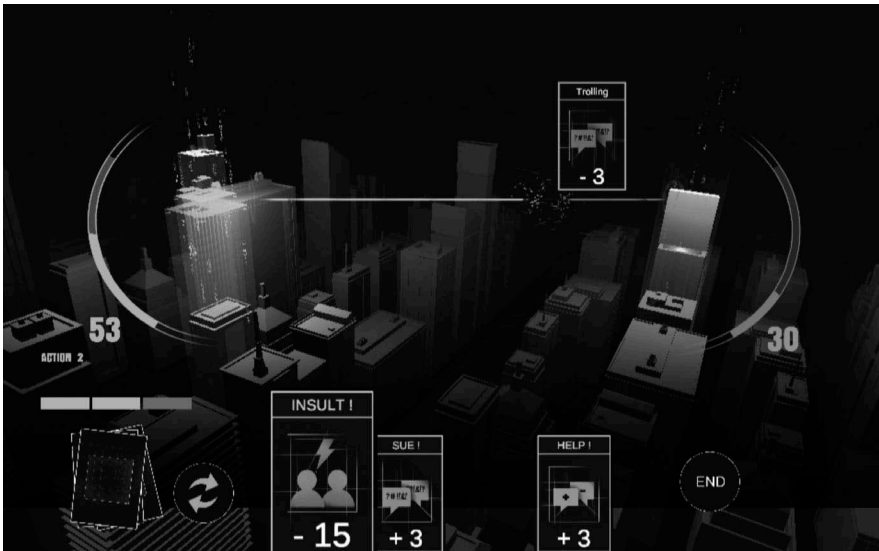 Trolling
?#!!&!
- 3
53
30
ACTION 2
INSULT !
- 15
SUE !
+ 3
HELP !
+ 3
END